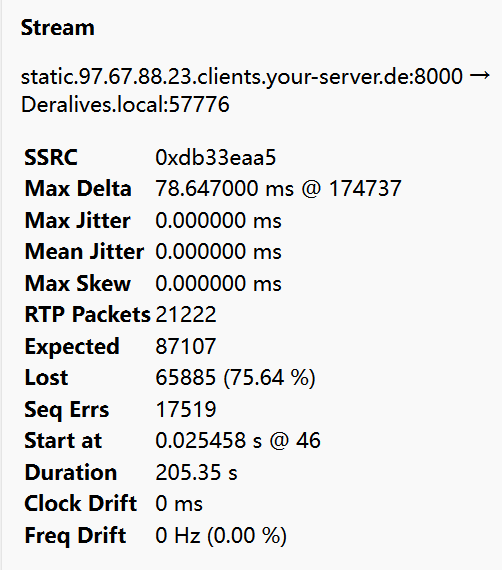 Stream
static.97.67.88.23.clients.your-server.de:8000 →
Deralives.local:57776
SSRC 0xdb33eaa5
Max Delta 78.647000 ms @ 174737
Max Jitter 0.000000 ms
Mean Jitter 0.000000 ms
Max Skew 0.000000 ms
RTP Packets 21222
Expected 87107
Lost 65885 (75.64 %)
Seq Errs 17519
Start at 0.025458 s @ 46
Duration 205.35 s
Clock Drift 0 ms
Freq Drift 0 Hz (0.00 %)